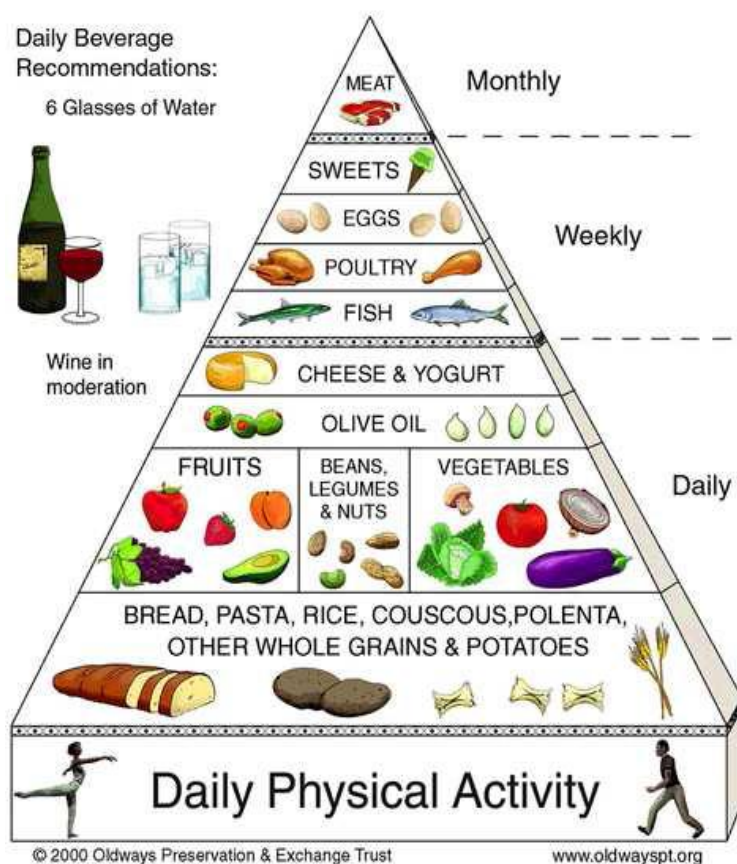 Daily Beverage
Recommendations:
6 Glasses of Water
Wine in
moderation
MEAT
Monthly
SWEETS
EGGS
POULTRY
FISH
Weekly
CHEESE & YOGURT
OLIVE OIL
FRUITS
BEANS,
LEGUMES
& NUTS
VEGETABLES
Daily
BREAD, PASTA, RICE, COUSCOUS,POLENTA,
OTHER WHOLE GRAINS & POTATOES
Daily Physical Activity
© 2000 Oldways Preservation & Exchange Trust
www.oldwayspt.org